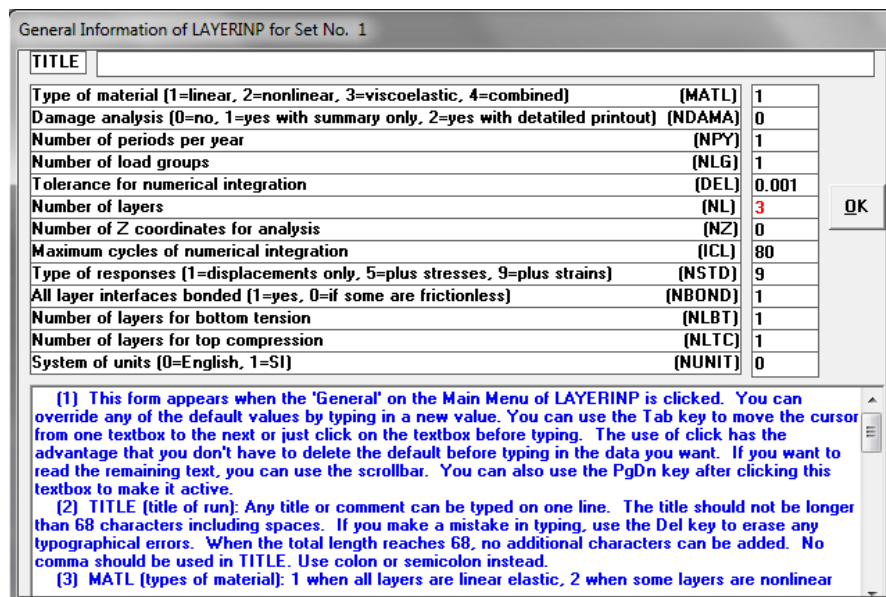 General Information of LAYERINP for Set No. 1
TITLE
Type of material (1=linear, 2=nonlinear, 3=viscoelastic, 4=combined) (MATL) 1
Damage analysis (0=no, 1=yes with summary only, 2=yes with detatiled printout) (NDAMA) 0
Number of periods per year (NPY) 1
Number of load groups (NLG) 1
Tolerance for numerical integration (DEL) 0.001
Number of layers (NL) 3
OK
Number of Z coordinates for analysis (NZ) 0
Maximum cycles of numerical integration (ICL) 80
Type of responses (1=displacements only, 5=plus stresses, 9=plus strains) (NSTD) 9
All layer interfaces bonded (1=yes, 0=if some are frictionless) (NBOND) 1
Number of layers for bottom tension (NLBT) 1
Number of layers for top compression (NLTC) 1
System of units (0=English, 1=SI) (NUNIT) 0
(1) This form appears when the 'General' on the Main Menu of LAYERINP is clicked. You can
override any of the default values by typing in a new value. You can use the Tab key to move the cursor
from one textbox to the next or just click on the textbox before typing. The use of click has the
advantage that you don't have to delete the default before typing in the data you want. If you want to
read the remaining text, you can use the scrollbar. You can also use the PgDn key after clicking this
textbox to make it active.
(2) TITLE (title of run): Any title or comment can be typed on one line. The title should not be longer
than 68 characters including spaces. If you make a mistake in typing, use the Del key to erase any
typographical errors. When the total length reaches 68, no additional characters can be added. No
comma should be used in TITLE. Use colon or semicolon instead.
(3) MATL (types of material): 1 when all layers are linear elastic, 2 when some layers are nonlinear